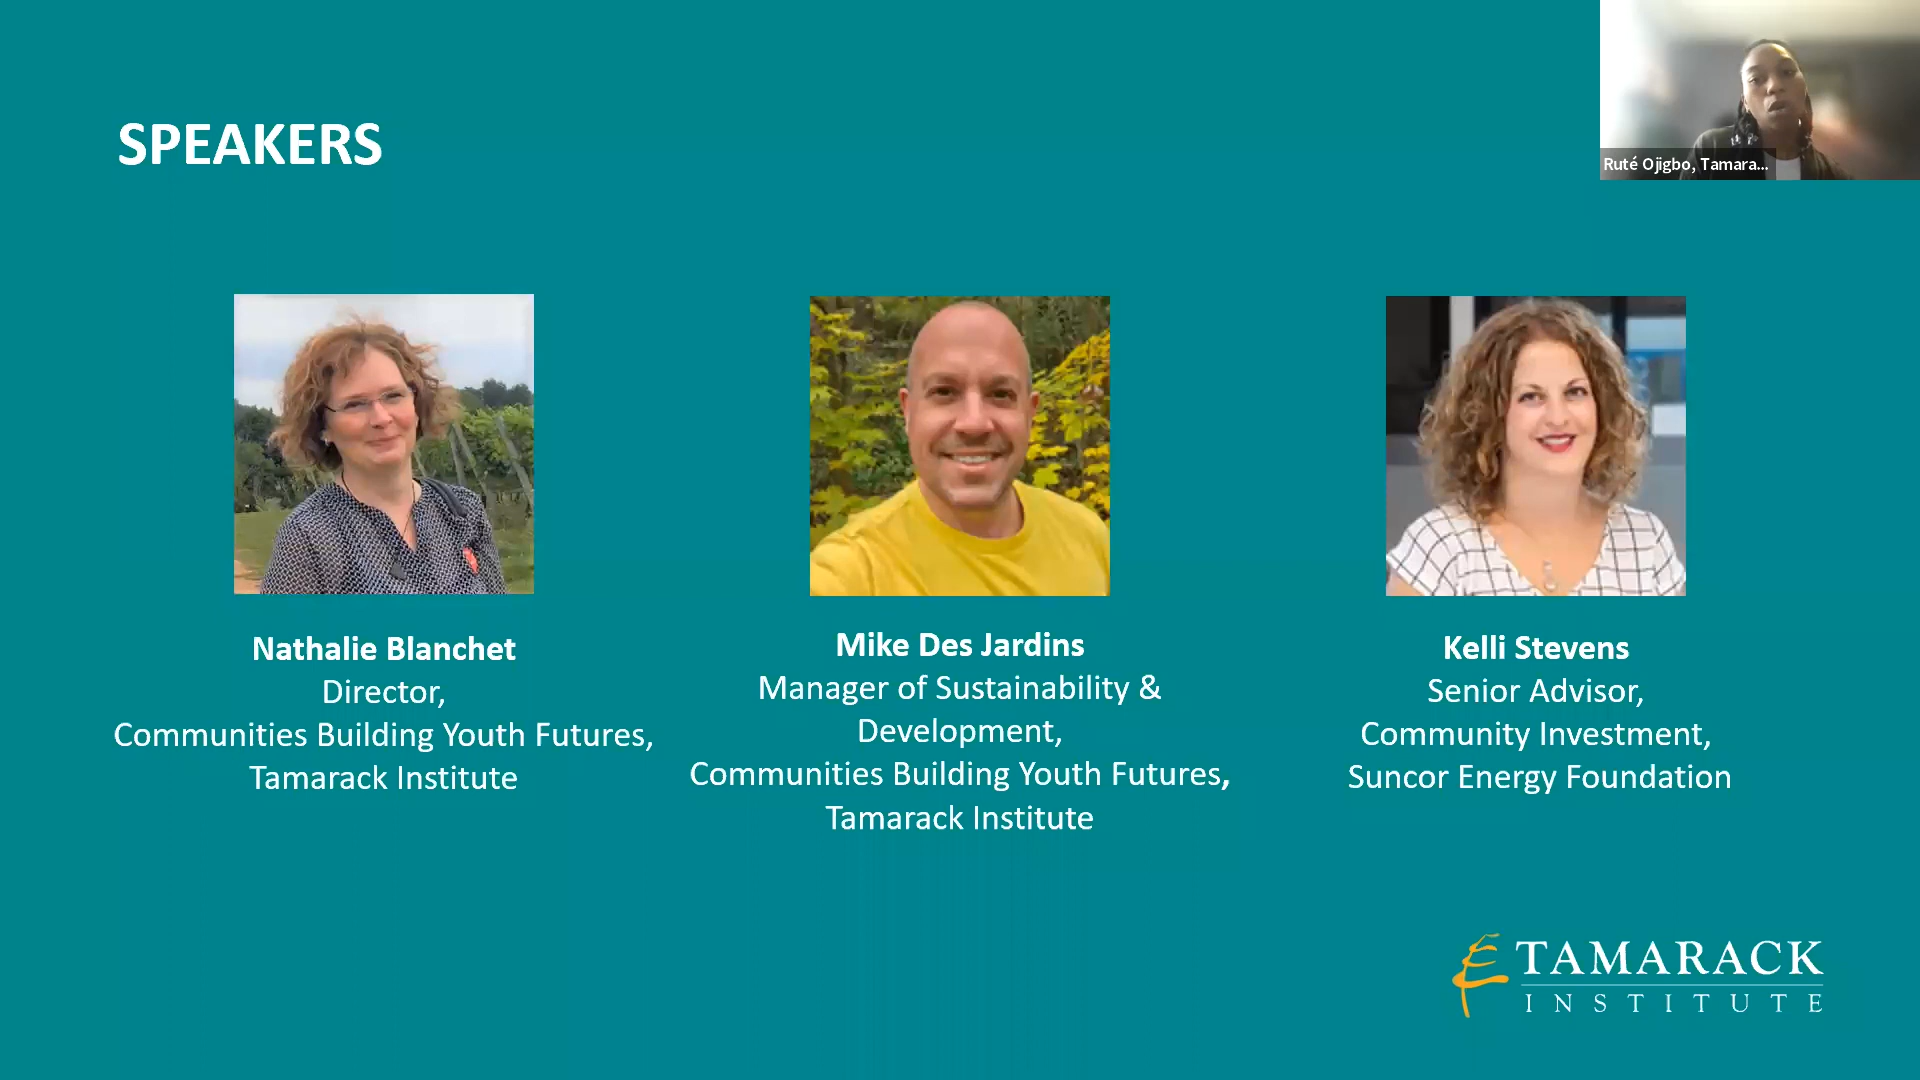 SPEAKERS
Ruté Ojigbo, Tamara...
Nathalie Blanchet
Director,
Communities Building Youth Futures,
Tamarack Institute
Mike Des Jardins
Manager of Sustainability &
Development,
Communities Building Youth Futures,
Tamarack Institute
Kelli Stevens
Senior Advisor,
Community Investment,
Suncor Energy Foundation
TAMARACK
INSTITUTE